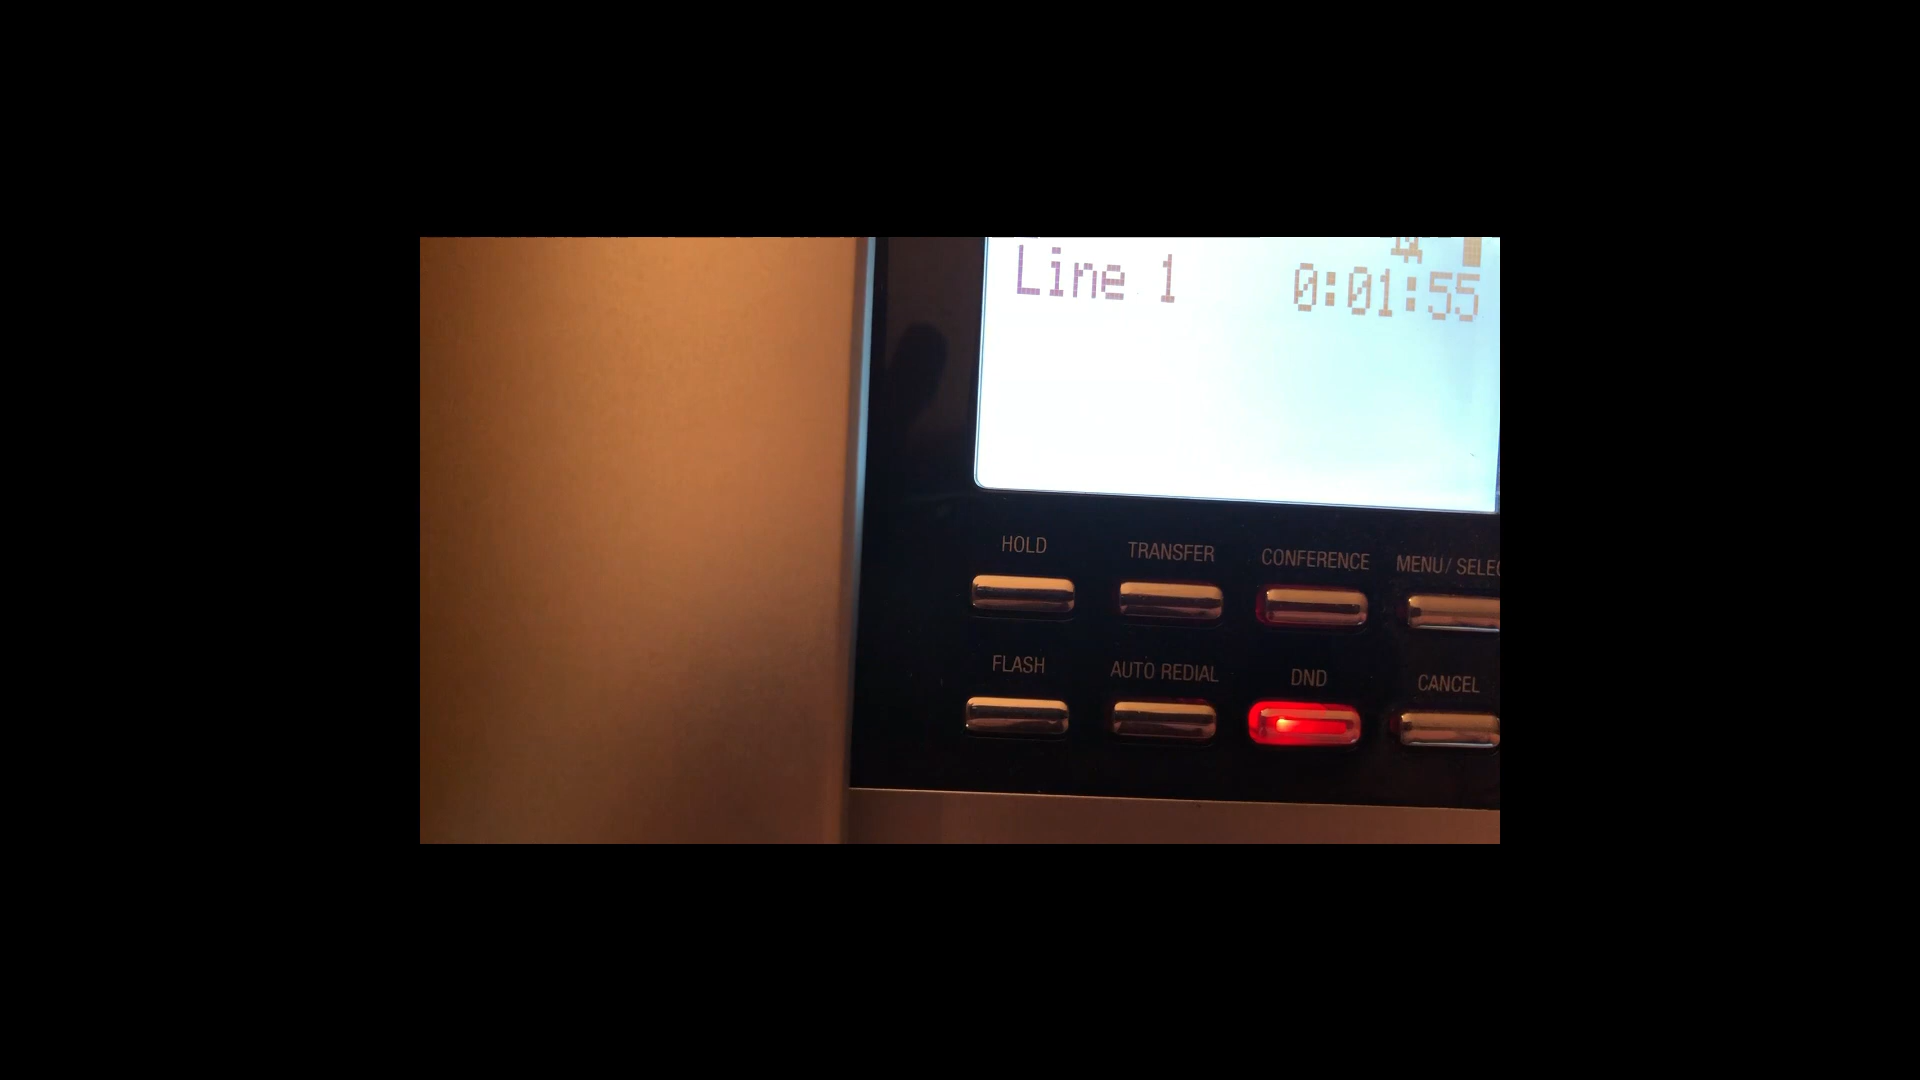 Line 1 0:01:55
HOLD TRANSFER CONFERENCE MENU/SELEC
FLASH AUTO REDIAL DND CANCEL